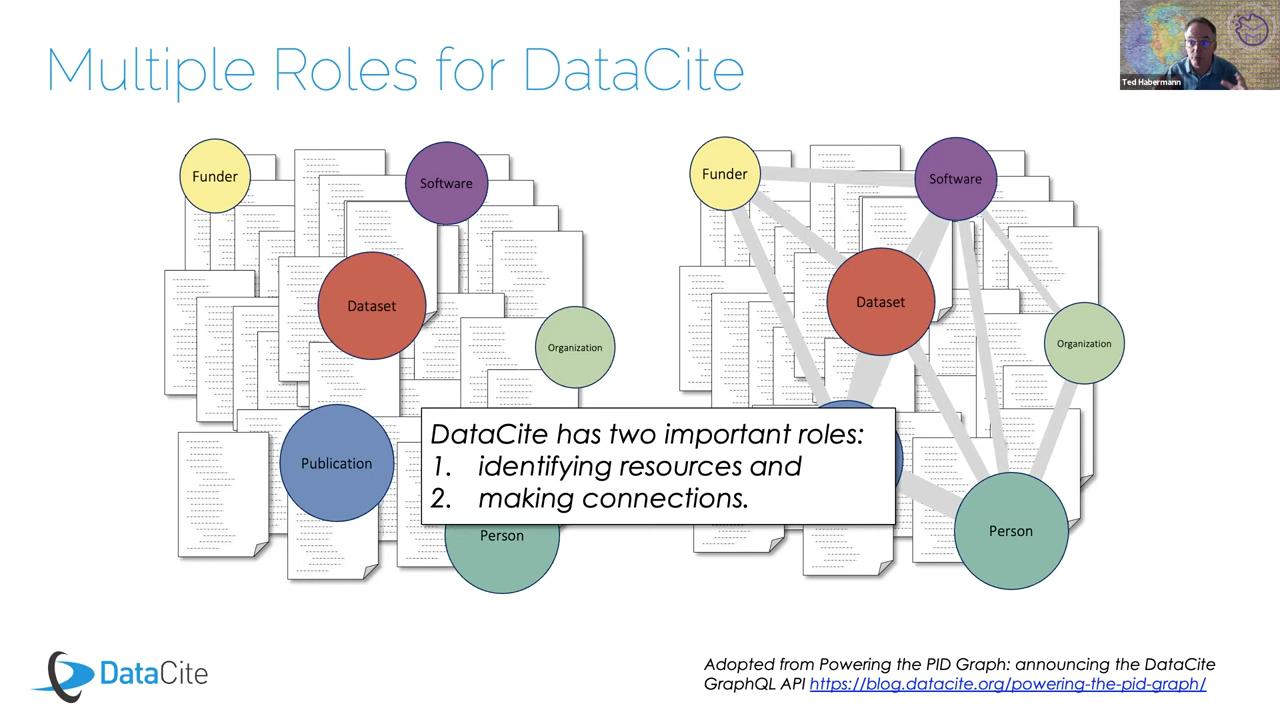 Multiple Roles for DataCite
Ted Habermann
Funder
Software
Dataset
Organization
Publication
Person
Funder
Software
Dataset
Organization
Person
DataCite has two important roles:
1. identifying resources and
2. making connections.
DataCite
Adopted from Powering the PID Graph: announcing the DataCite
GraphQL API https://blog.datacite.org/powering-the-pid-graph/